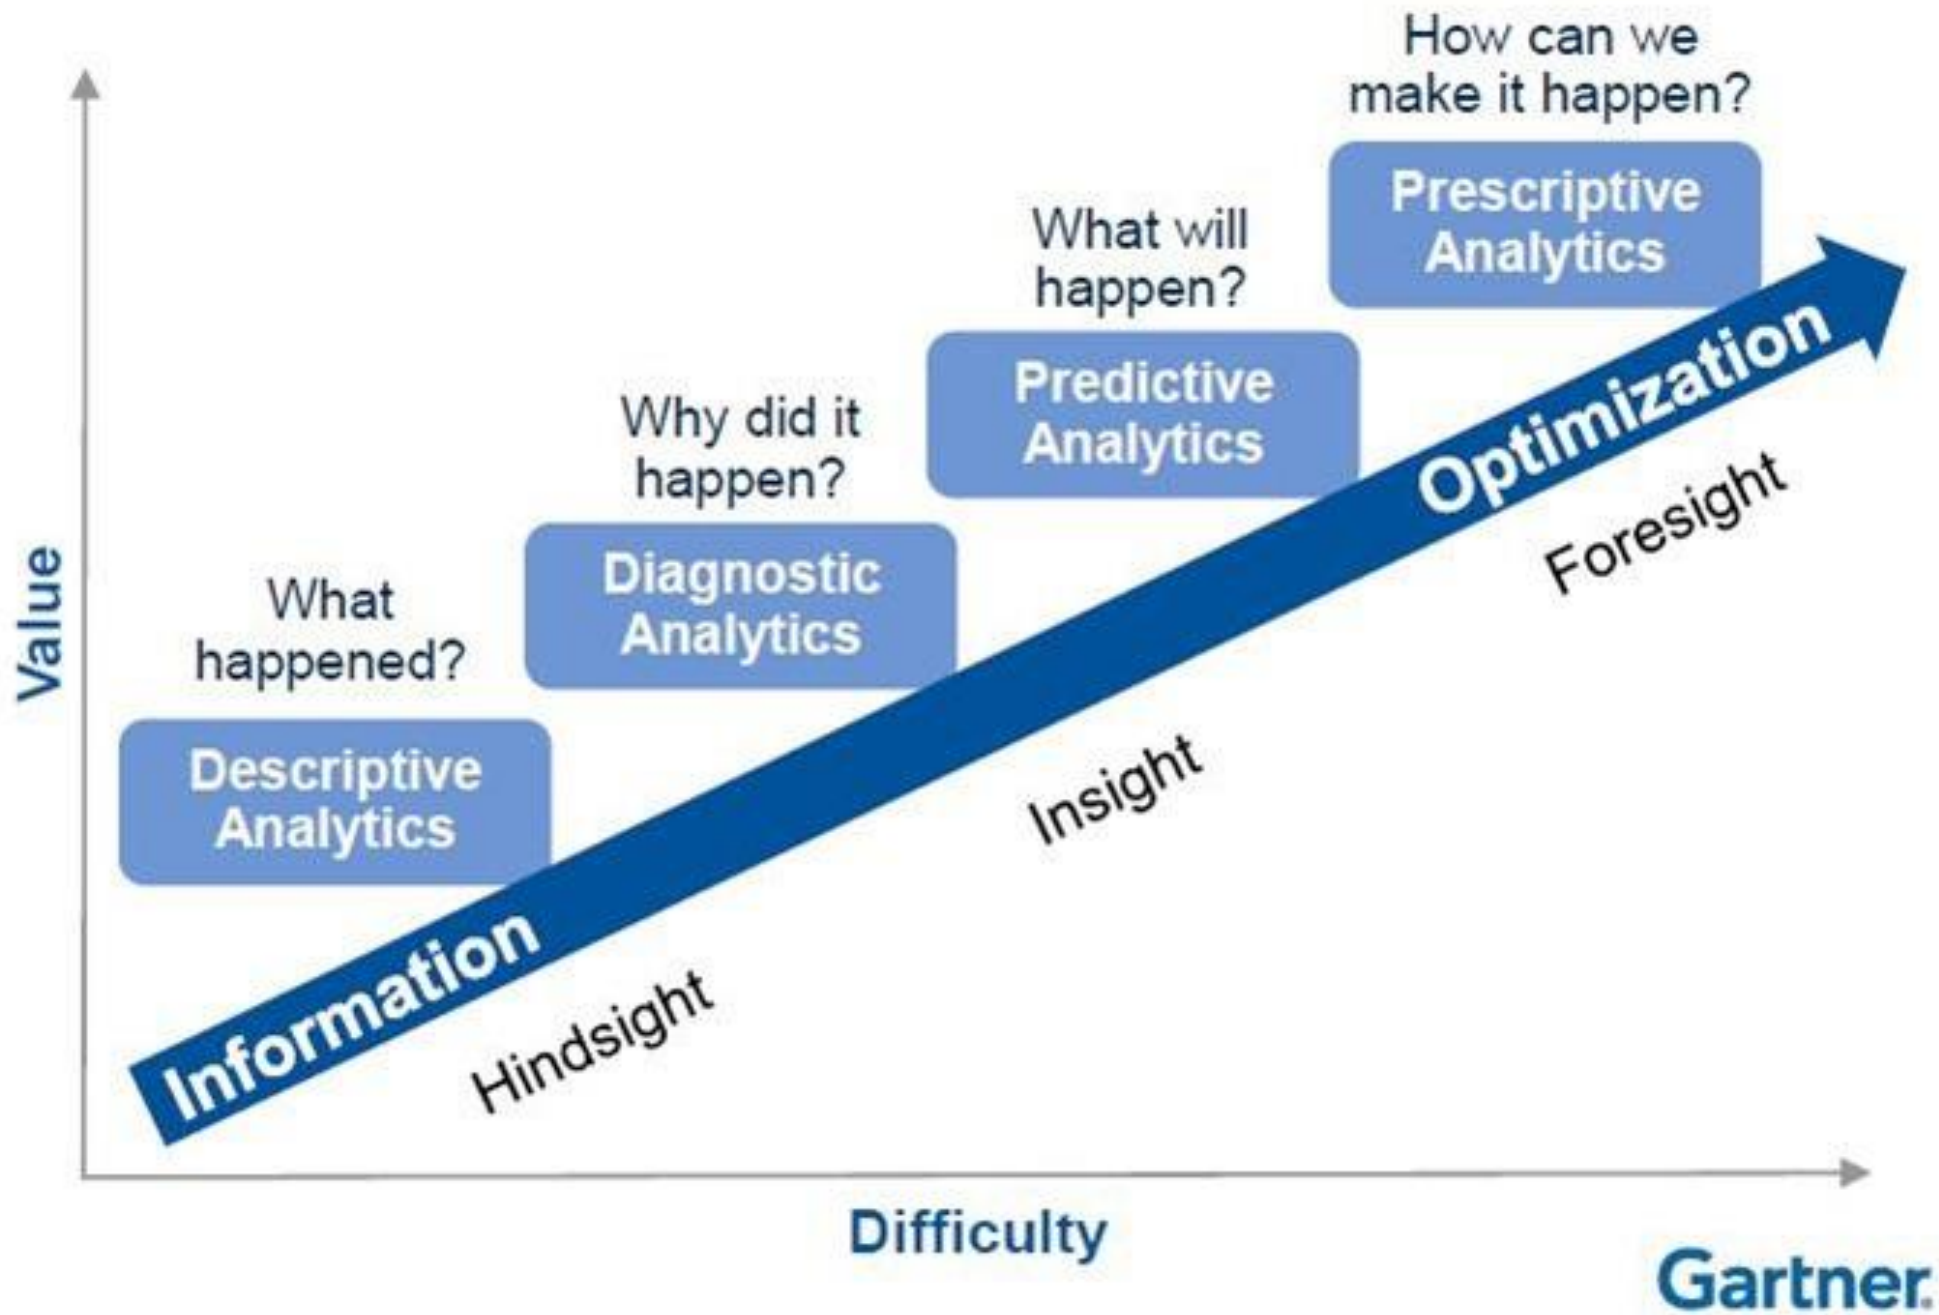 How can we
make it happen?
Prescriptive
Analytics
What will
happen?
Predictive
Analytics
Why did it
happen?
Diagnostic
Analytics
What
happened?
Descriptive
Analytics
Value
Information
Optimization
Hindsight
Insight
Foresight
Difficulty
Gartner.